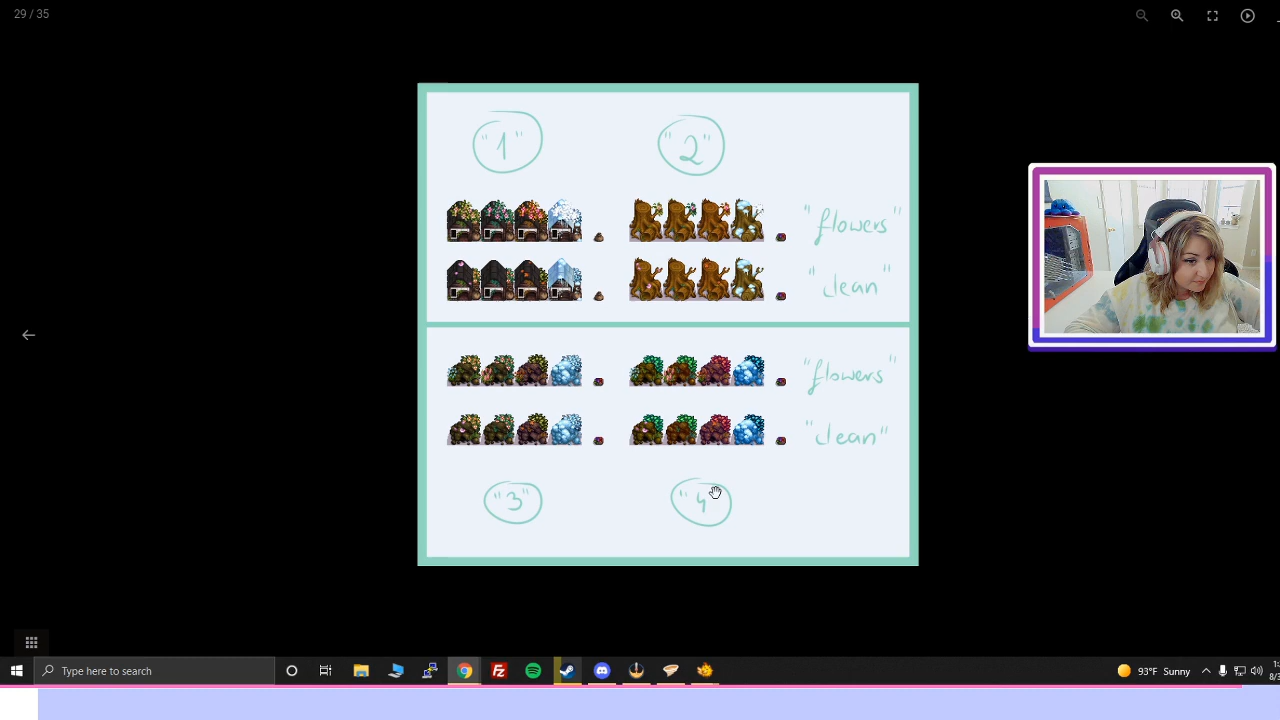 29 / 35
"1"
"2"
"flowers"
"clean"
"flowers"
"clean"
"3"
"4"
Type here to search
93°F Sunny